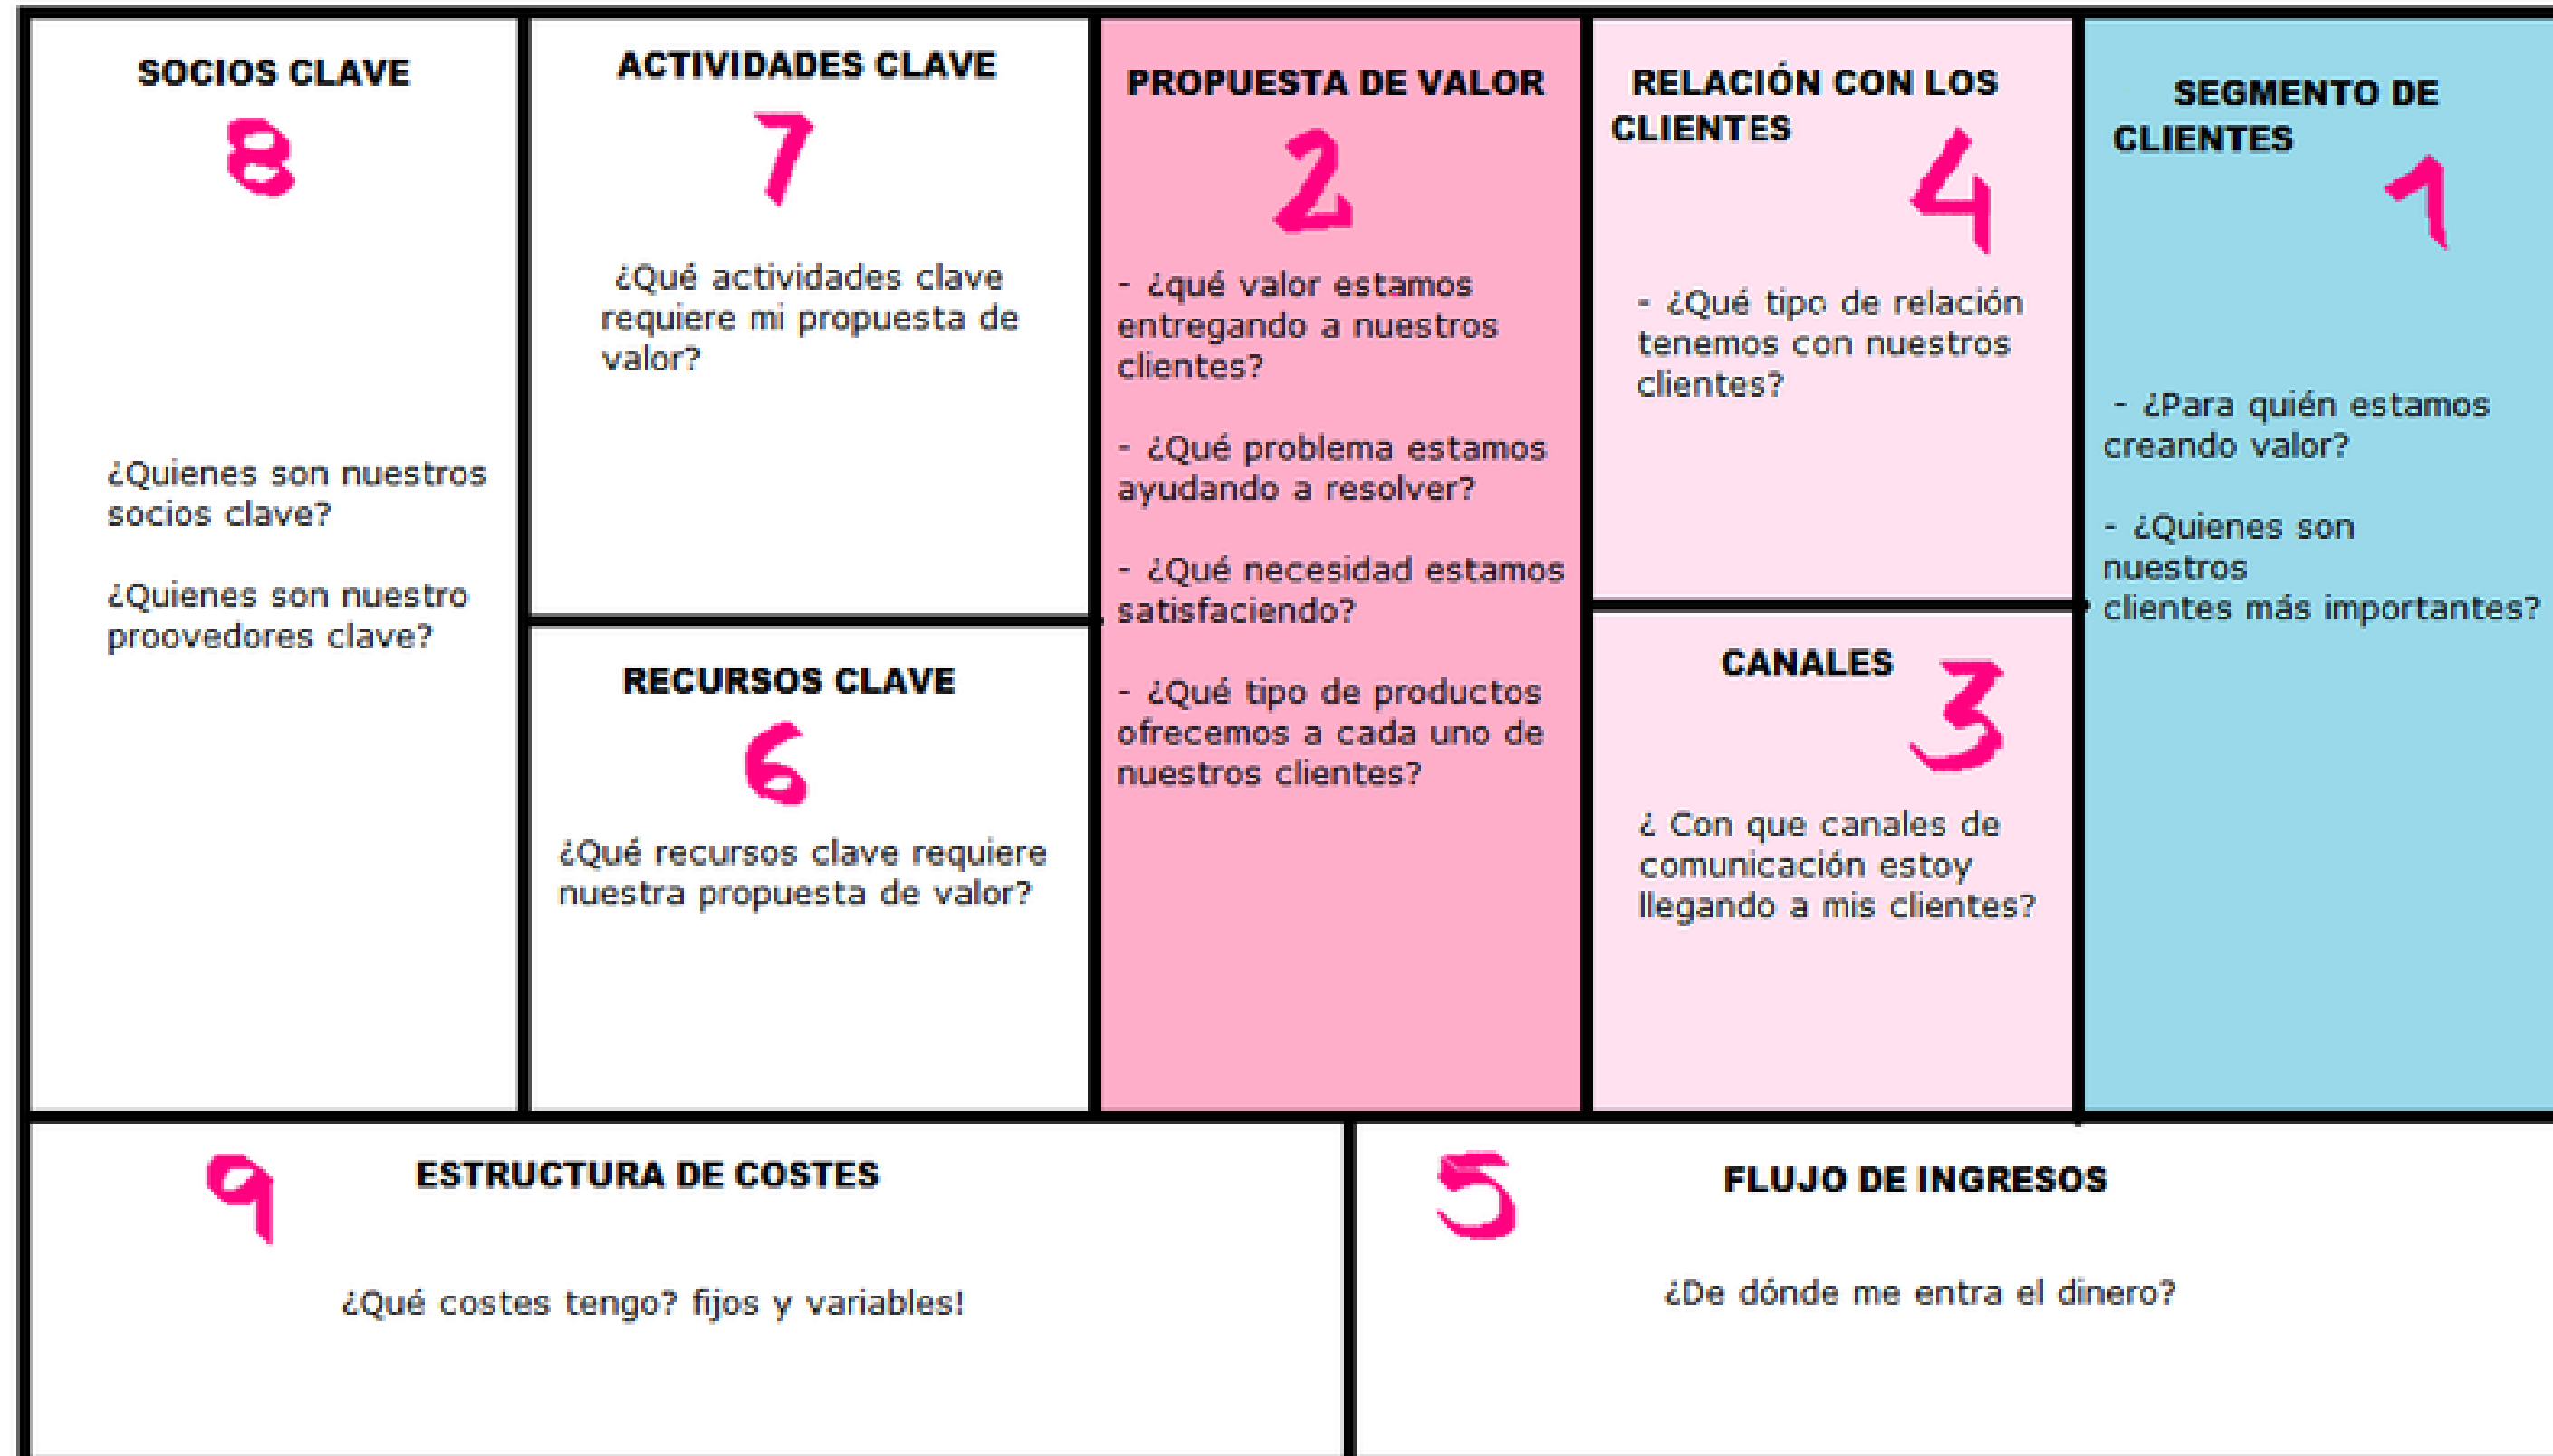 SOCIOS CLAVE
8
¿Quienes son nuestros
socios clave?
¿Quienes son nuestro
proovedores clave?
ACTIVIDADES CLAVE
7
¿Qué actividades clave
requiere mi propuesta de
valor?
RECURSOS CLAVE
6
¿Qué recursos clave requiere
nuestra propuesta de valor?
PROPUESTA DE VALOR
2
- ¿qué valor estamos
entregando a nuestros
clientes?
- ¿Qué problema estamos
ayudando a resolver?
- ¿Qué necesidad estamos
satisfaciendo?
- ¿Qué tipo de productos
ofrecemos a cada uno de
nuestros clientes?
RELACIÓN CON LOS
CLIENTES
4
- ¿Qué tipo de relación
tenemos con nuestros
clientes?
CANALES
3
¿ Con que canales de
comunicación estoy
llegando a mis clientes?
SEGMENTO DE
CLIENTES
1
- ¿Para quién estamos
creando valor?
- ¿Quienes son
nuestros
clientes más importantes?
9
ESTRUCTURA DE COSTES
¿Qué costes tengo? fijos y variables!
5
FLUJO DE INGRESOS
¿De dónde me entra el dinero?